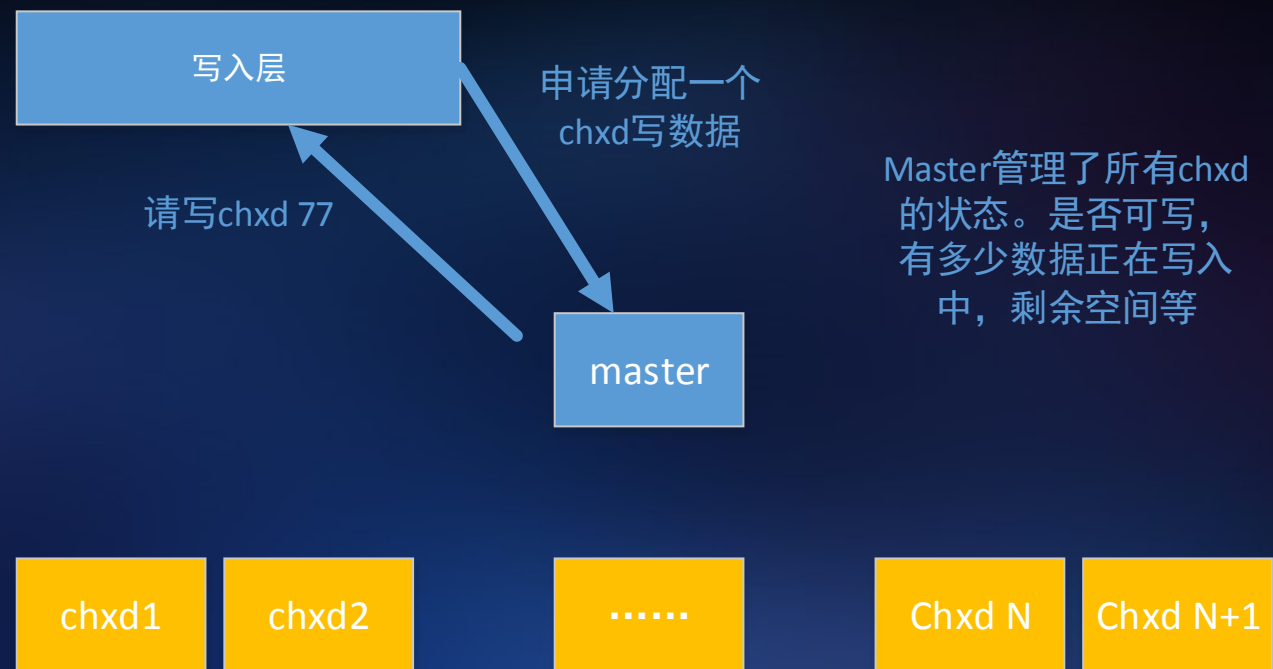 写入层
申请分配一个
chxd写数据
请写chxd 77
Master管理了所有chxd
的状态。是否可写，
有多少数据正在写入
中，剩余空间等
master
chxd1
chxd2
……
Chxd N
Chxd N+1